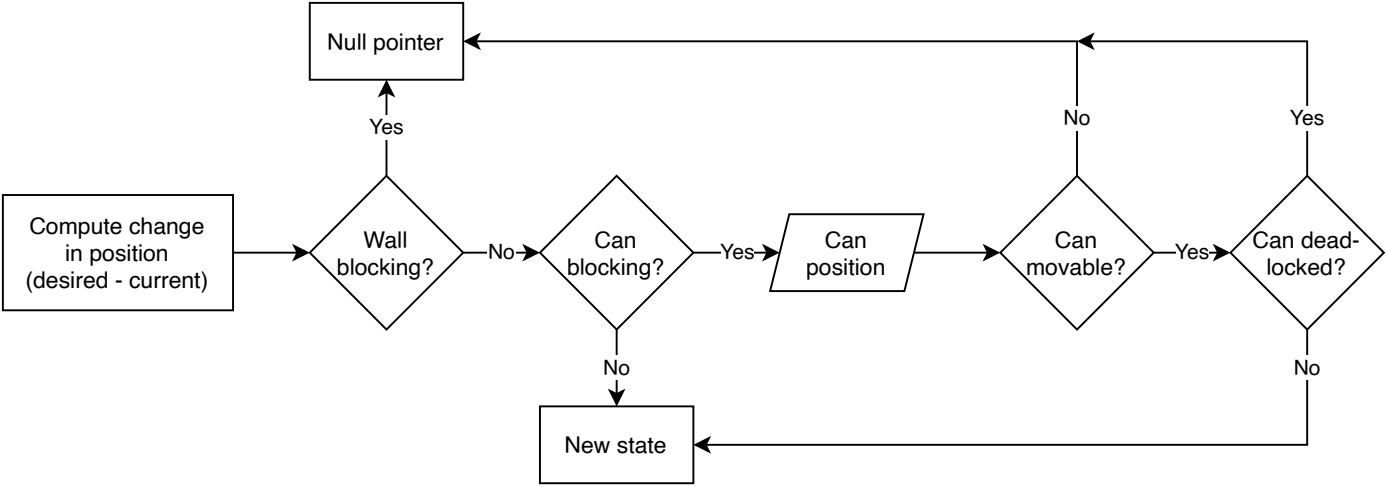 Null pointer
Yes
No
Yes
Compute change
in position
(desired - current)
Wall
blocking?
No
Can
blocking?
Yes
Can
position
Can
movable?
Yes
Can dead-
locked?
No
No
New state